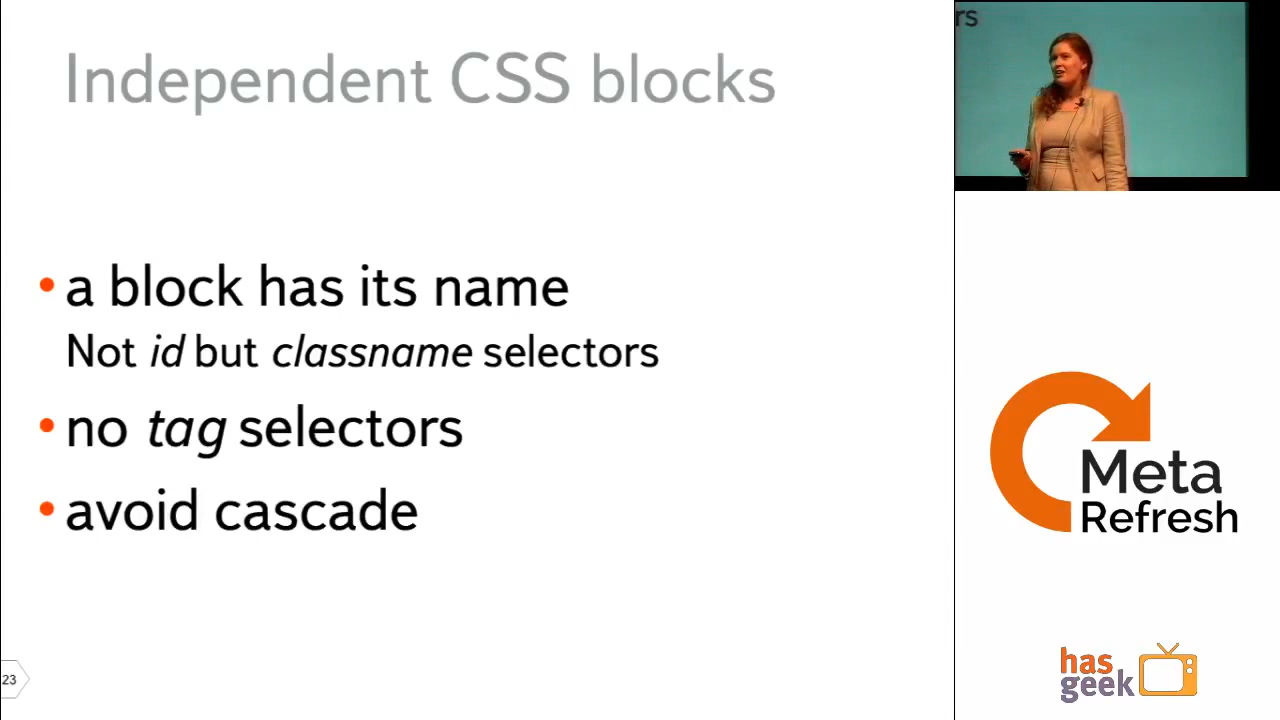 Independent CSS blocks
a block has its name
Not id but classname selectors
no tag selectors
avoid cascade
23
rs
Meta
Refresh
has
geek